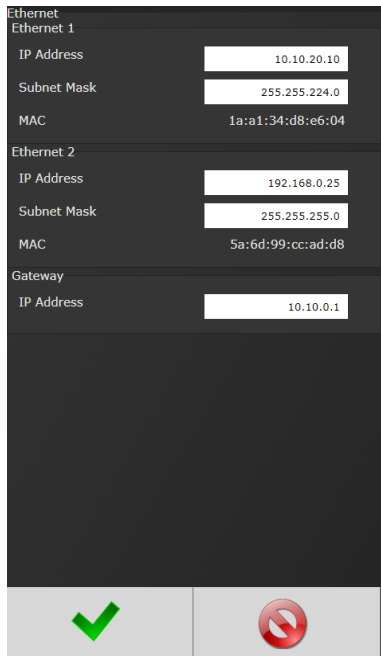 Ethernet
Ethernet 1
IP Address 10.10.20.10
Subnet Mask 255.255.224.0
MAC 1a:a1:34:d8:e6:04
Ethernet 2
IP Address 192.168.0.25
Subnet Mask 255.255.255.0
MAC 5a:6d:99:cc:ad:d8
Gateway
IP Address 10.10.0.1